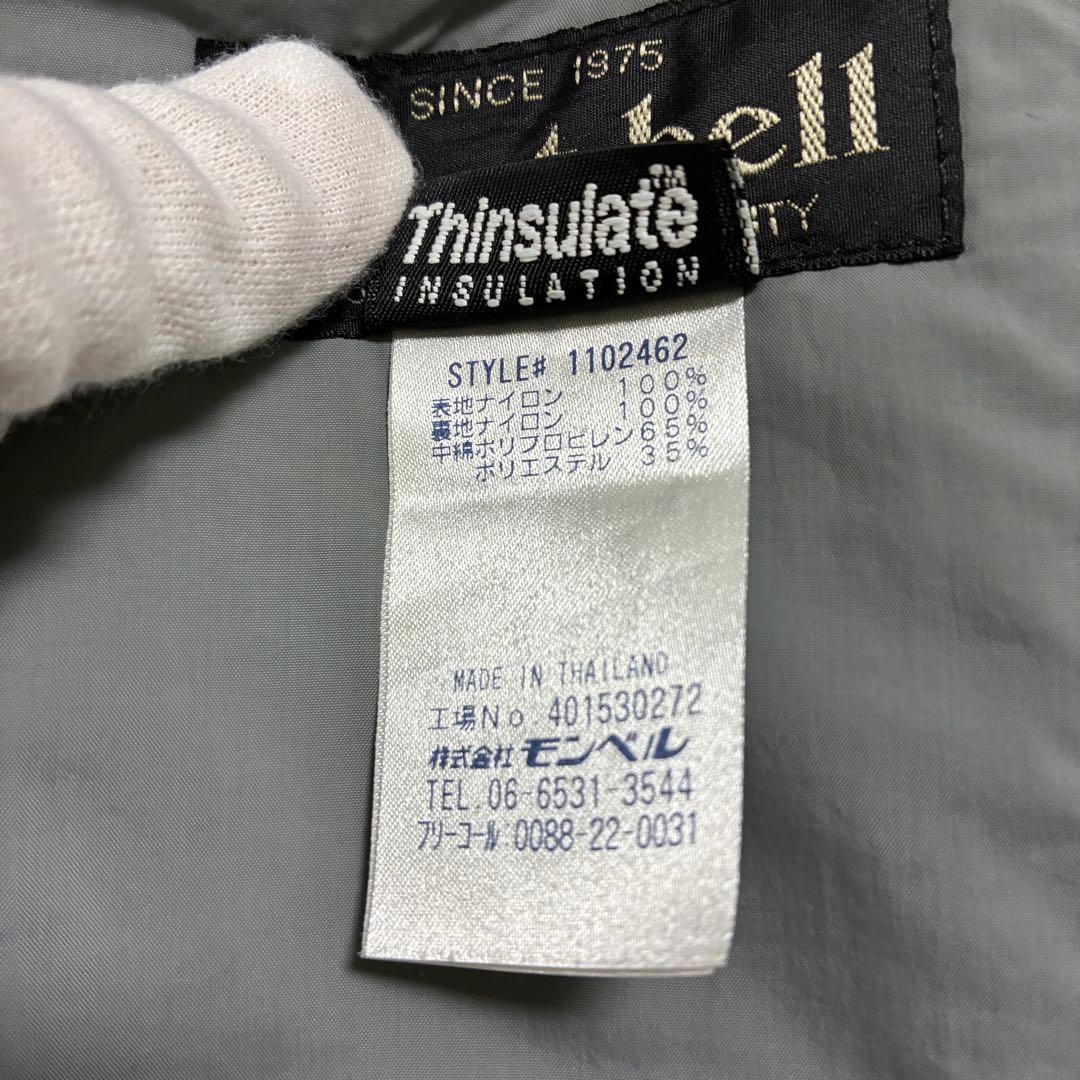 SINCE 1975
bell
Thinsulate™
INSULATION
STYLE# 1102462
表地ナイロン 100%
裏地ナイロン 100%
中綿ポリプロピレン65%
ポリエステル 35%
MADE IN THAILAND
工場No.401530272
株式会社モンベル
TEL.06-6531-3544
フリーコール:0088-22-0031